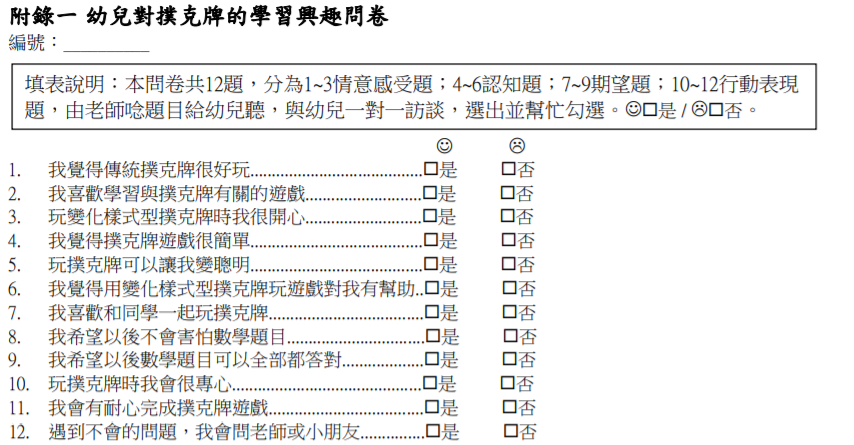 附錄一 幼兒對撲克牌的學習興趣問卷
編號：_________
填表說明：本問卷共12題，分為1~3情意感受題；4~6認知題；7~9期望題；10~12行動表現
題，由老師唸題目給幼兒聽，與幼兒一對一訪談，選出並幫忙勾選。☺□是 / ☹□否。
☺ ☹
1. 我覺得傳統撲克牌很好玩.........................................□是 □否
2. 我喜歡學習與撲克牌有關的遊戲............................□是 □否
3. 玩變化樣式型撲克牌時我很開心............................□是 □否
4. 我覺得撲克牌遊戲很簡單.........................................□是 □否
5. 玩撲克牌可以讓我變聰明.........................................□是 □否
6. 我覺得用變化樣式型撲克牌玩遊戲對我有幫助..□是 □否
7. 我喜歡和同學一起玩撲克牌.....................................□是 □否
8. 我希望以後不會害怕數學題目.................................□是 □否
9. 我希望以後數學題目可以全部都答對...................□是 □否
10. 玩撲克牌時我會很專心.............................................□是 □否
11. 我會有耐心完成撲克牌遊戲.....................................□是 □否
12. 遇到不會的問題，我會問老師或小朋友...............□是 □否